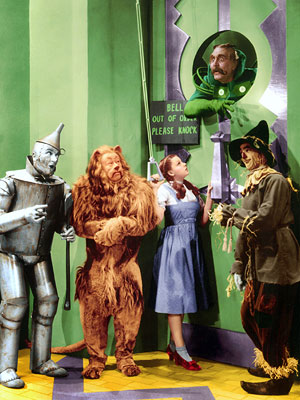 BELL
OUT OF ORDER
PLEASE KNOCK